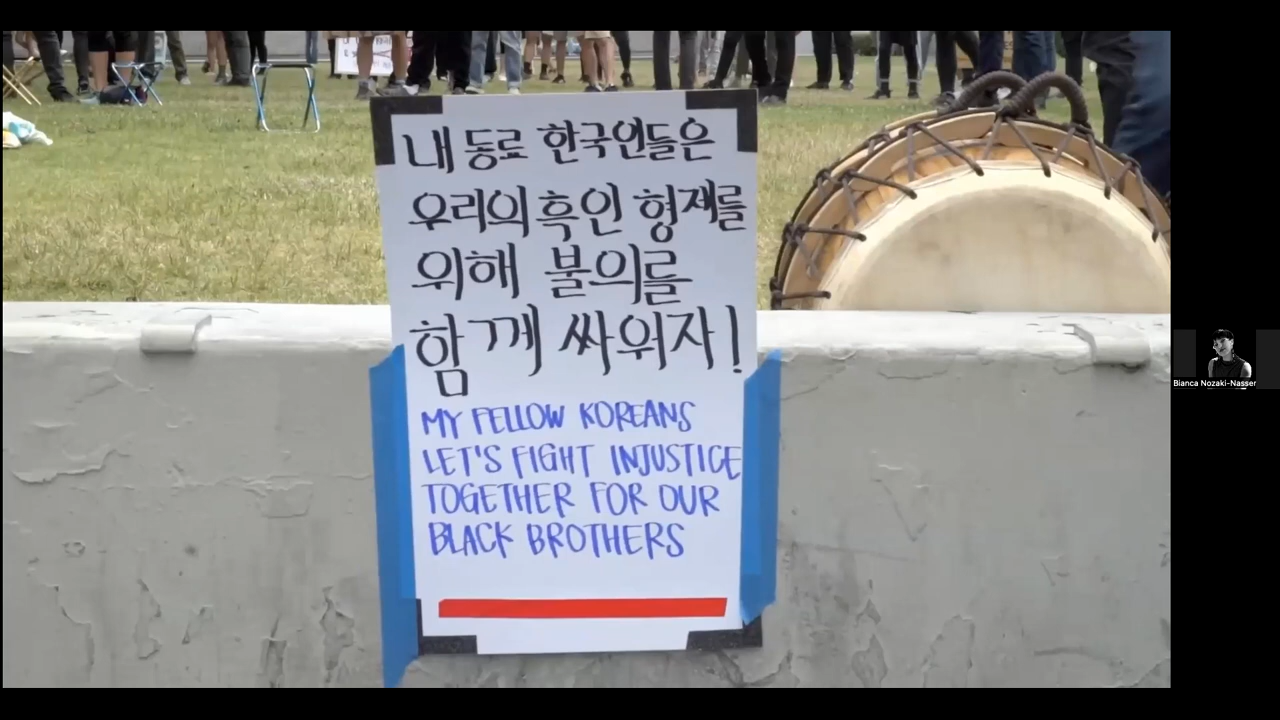 내 동료 한국인들은
우리의 흑인 형제를
위해 불의를
함께 싸워자!
MY FELLOW KOREANS
LET'S FIGHT INJUSTICE
TOGETHER FOR OUR
BLACK BROTHERS
Bianca Nozaki-Nasser